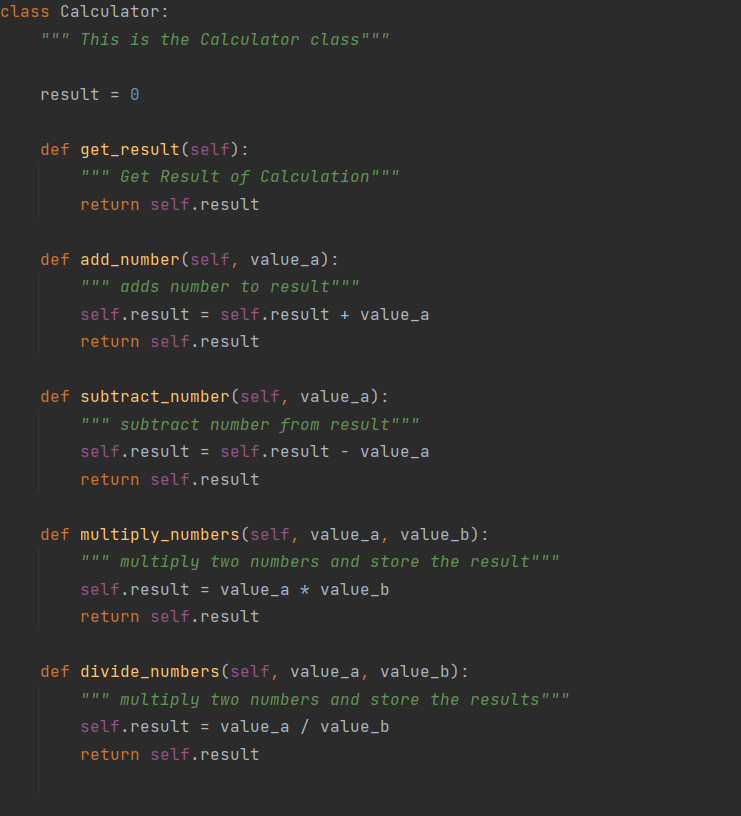 class Calculator:
    """ This is the Calculator class"""

    result = 0

    def get_result(self):
        """ Get Result of Calculation"""
        return self.result

    def add_number(self, value_a):
        """ adds number to result"""
        self.result = self.result + value_a
        return self.result

    def subtract_number(self, value_a):
        """ subtract number from result"""
        self.result = self.result - value_a
        return self.result

    def multiply_numbers(self, value_a, value_b):
        """ multiply two numbers and store the result"""
        self.result = value_a * value_b
        return self.result

    def divide_numbers(self, value_a, value_b):
        """ multiply two numbers and store the results"""
        self.result = value_a / value_b
        return self.result